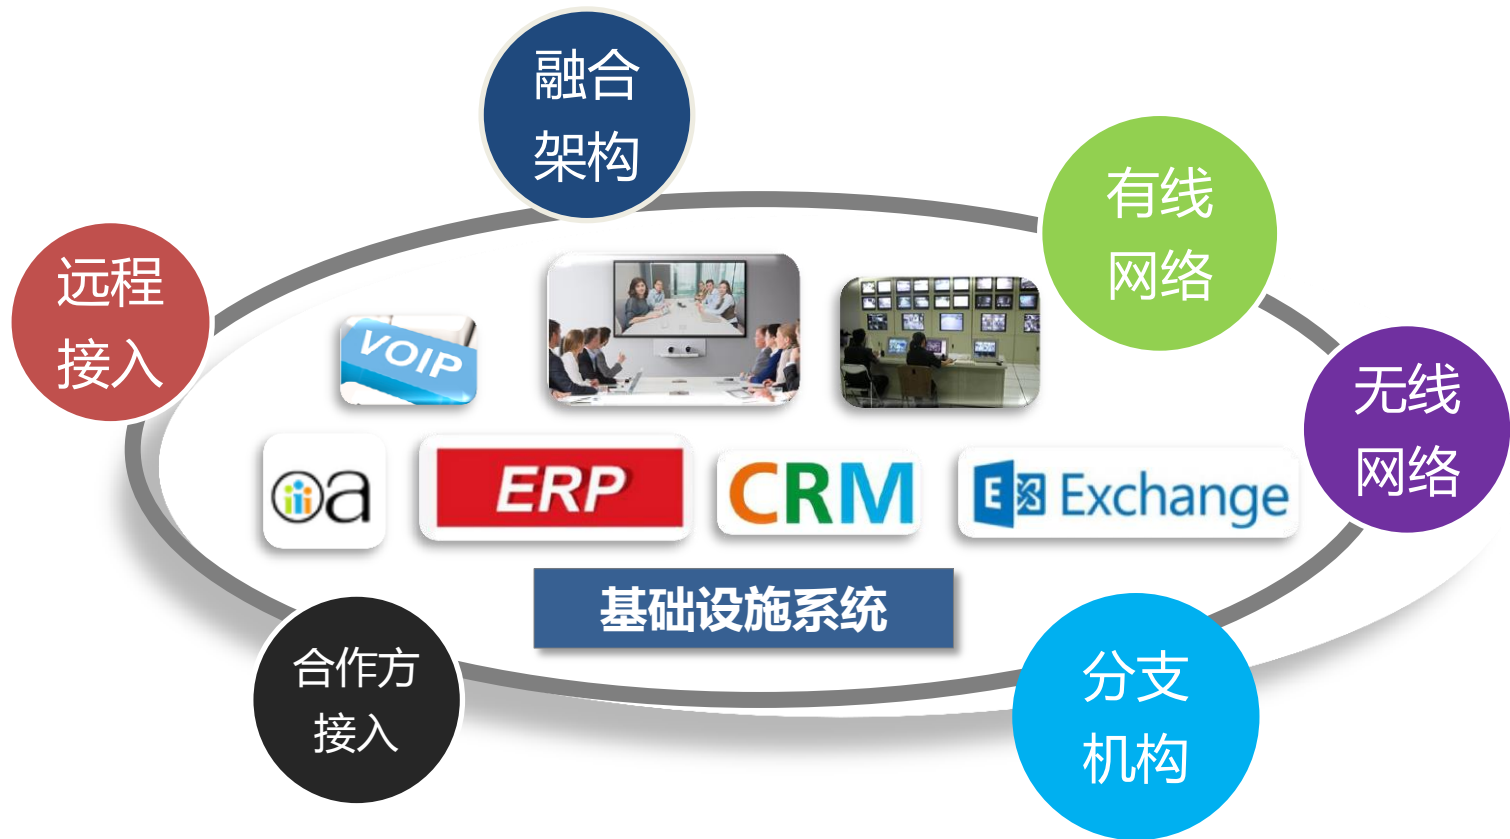 融合
架构
有线
网络
远程
接入
无线
网络
VOIP
oa
ERP
CRM
E Exchange
基础设施系统
合作方
接入
分支
机构